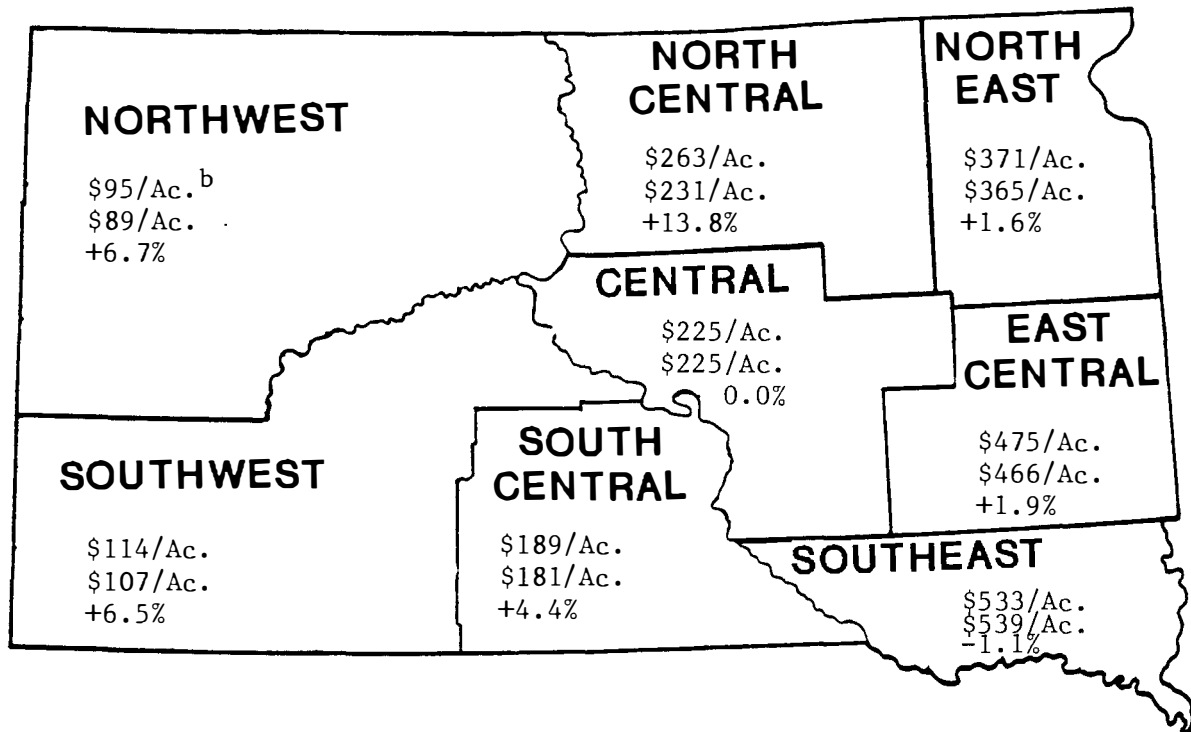 NORTHWEST
$95/Ac.b
$89/Ac.
+6.7%
NORTH
CENTRAL
$263/Ac.
$231/Ac.
+13.8%
NORTH
EAST
$371/Ac.
$365/Ac.
+1.6%
CENTRAL
$225/Ac.
$225/Ac.
0.0%
EAST
CENTRAL
$475/Ac.
$466/Ac.
+1.9%
SOUTHWEST
$114/Ac.
$107/Ac.
+6.5%
SOUTH
CENTRAL
$189/Ac.
$181/Ac.
+4.4%
SOUTHEAST
$533/Ac.
$539/Ac.
-1.1%